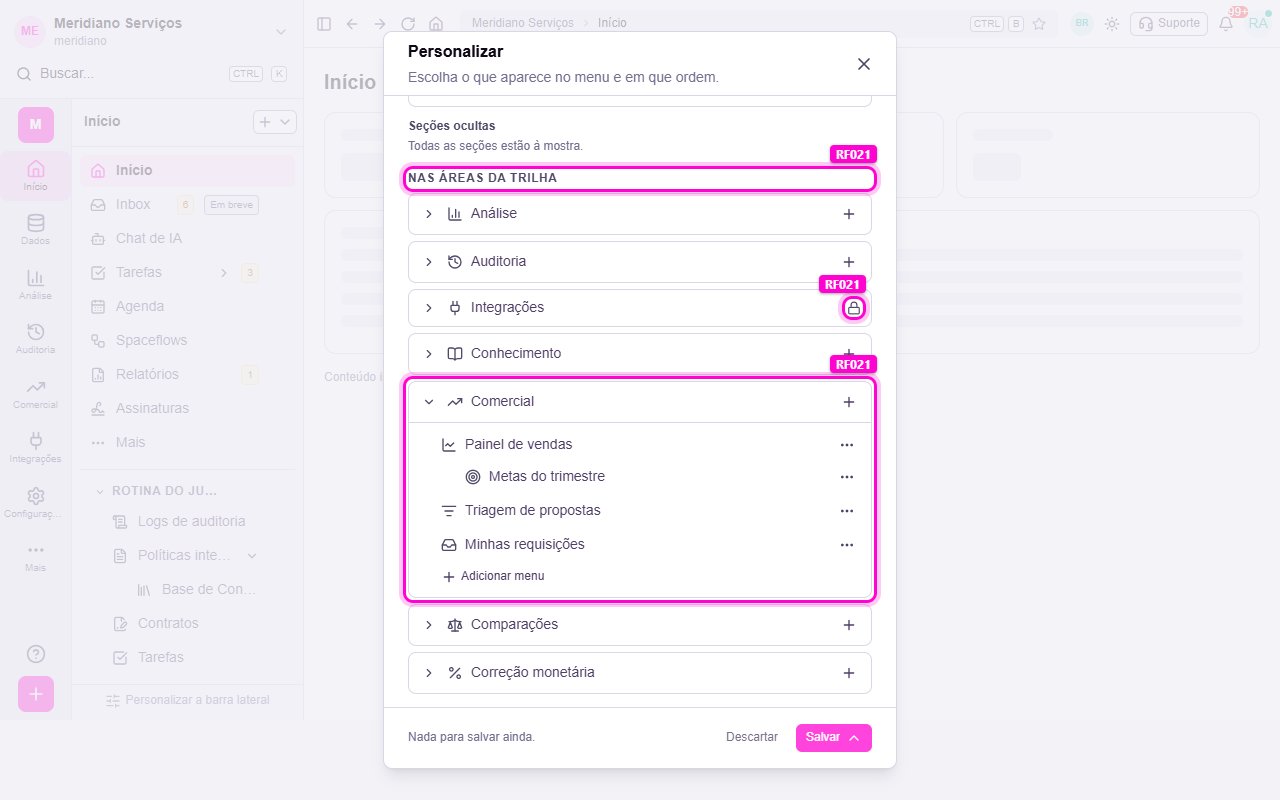 ME
Meridiano Serviços
meridiano
Buscar...
CTRL
K
Meridiano Serviços
Início
CTRL
B
BR
Suporte
99+
RA
M
Início
Dados
Análise
Auditoria
Comercial
Integrações
Configuraç...
Mais
Início
Início
Inbox
6
Em breve
Chat de IA
Tarefas
3
Agenda
Spaceflows
Relatórios
1
Assinaturas
Mais
ROTINA DO JU...
Logs de auditoria
Políticas inte...
Base de Con...
Contratos
Tarefas
Personalizar a barra lateral
Início
Personalizar
Escolha o que aparece no menu e em que ordem.
Seções ocultas
Todas as seções estão à mostra.
RF021
NAS ÁREAS DA TRILHA
Análise
Auditoria
RF021
Integrações
Conhecimento
RF021
Comercial
Painel de vendas
Metas do trimestre
Triagem de propostas
Minhas requisições
Adicionar menu
Comparações
Correção monetária
Nada para salvar ainda.
Descartar
Salvar
Conteúdo